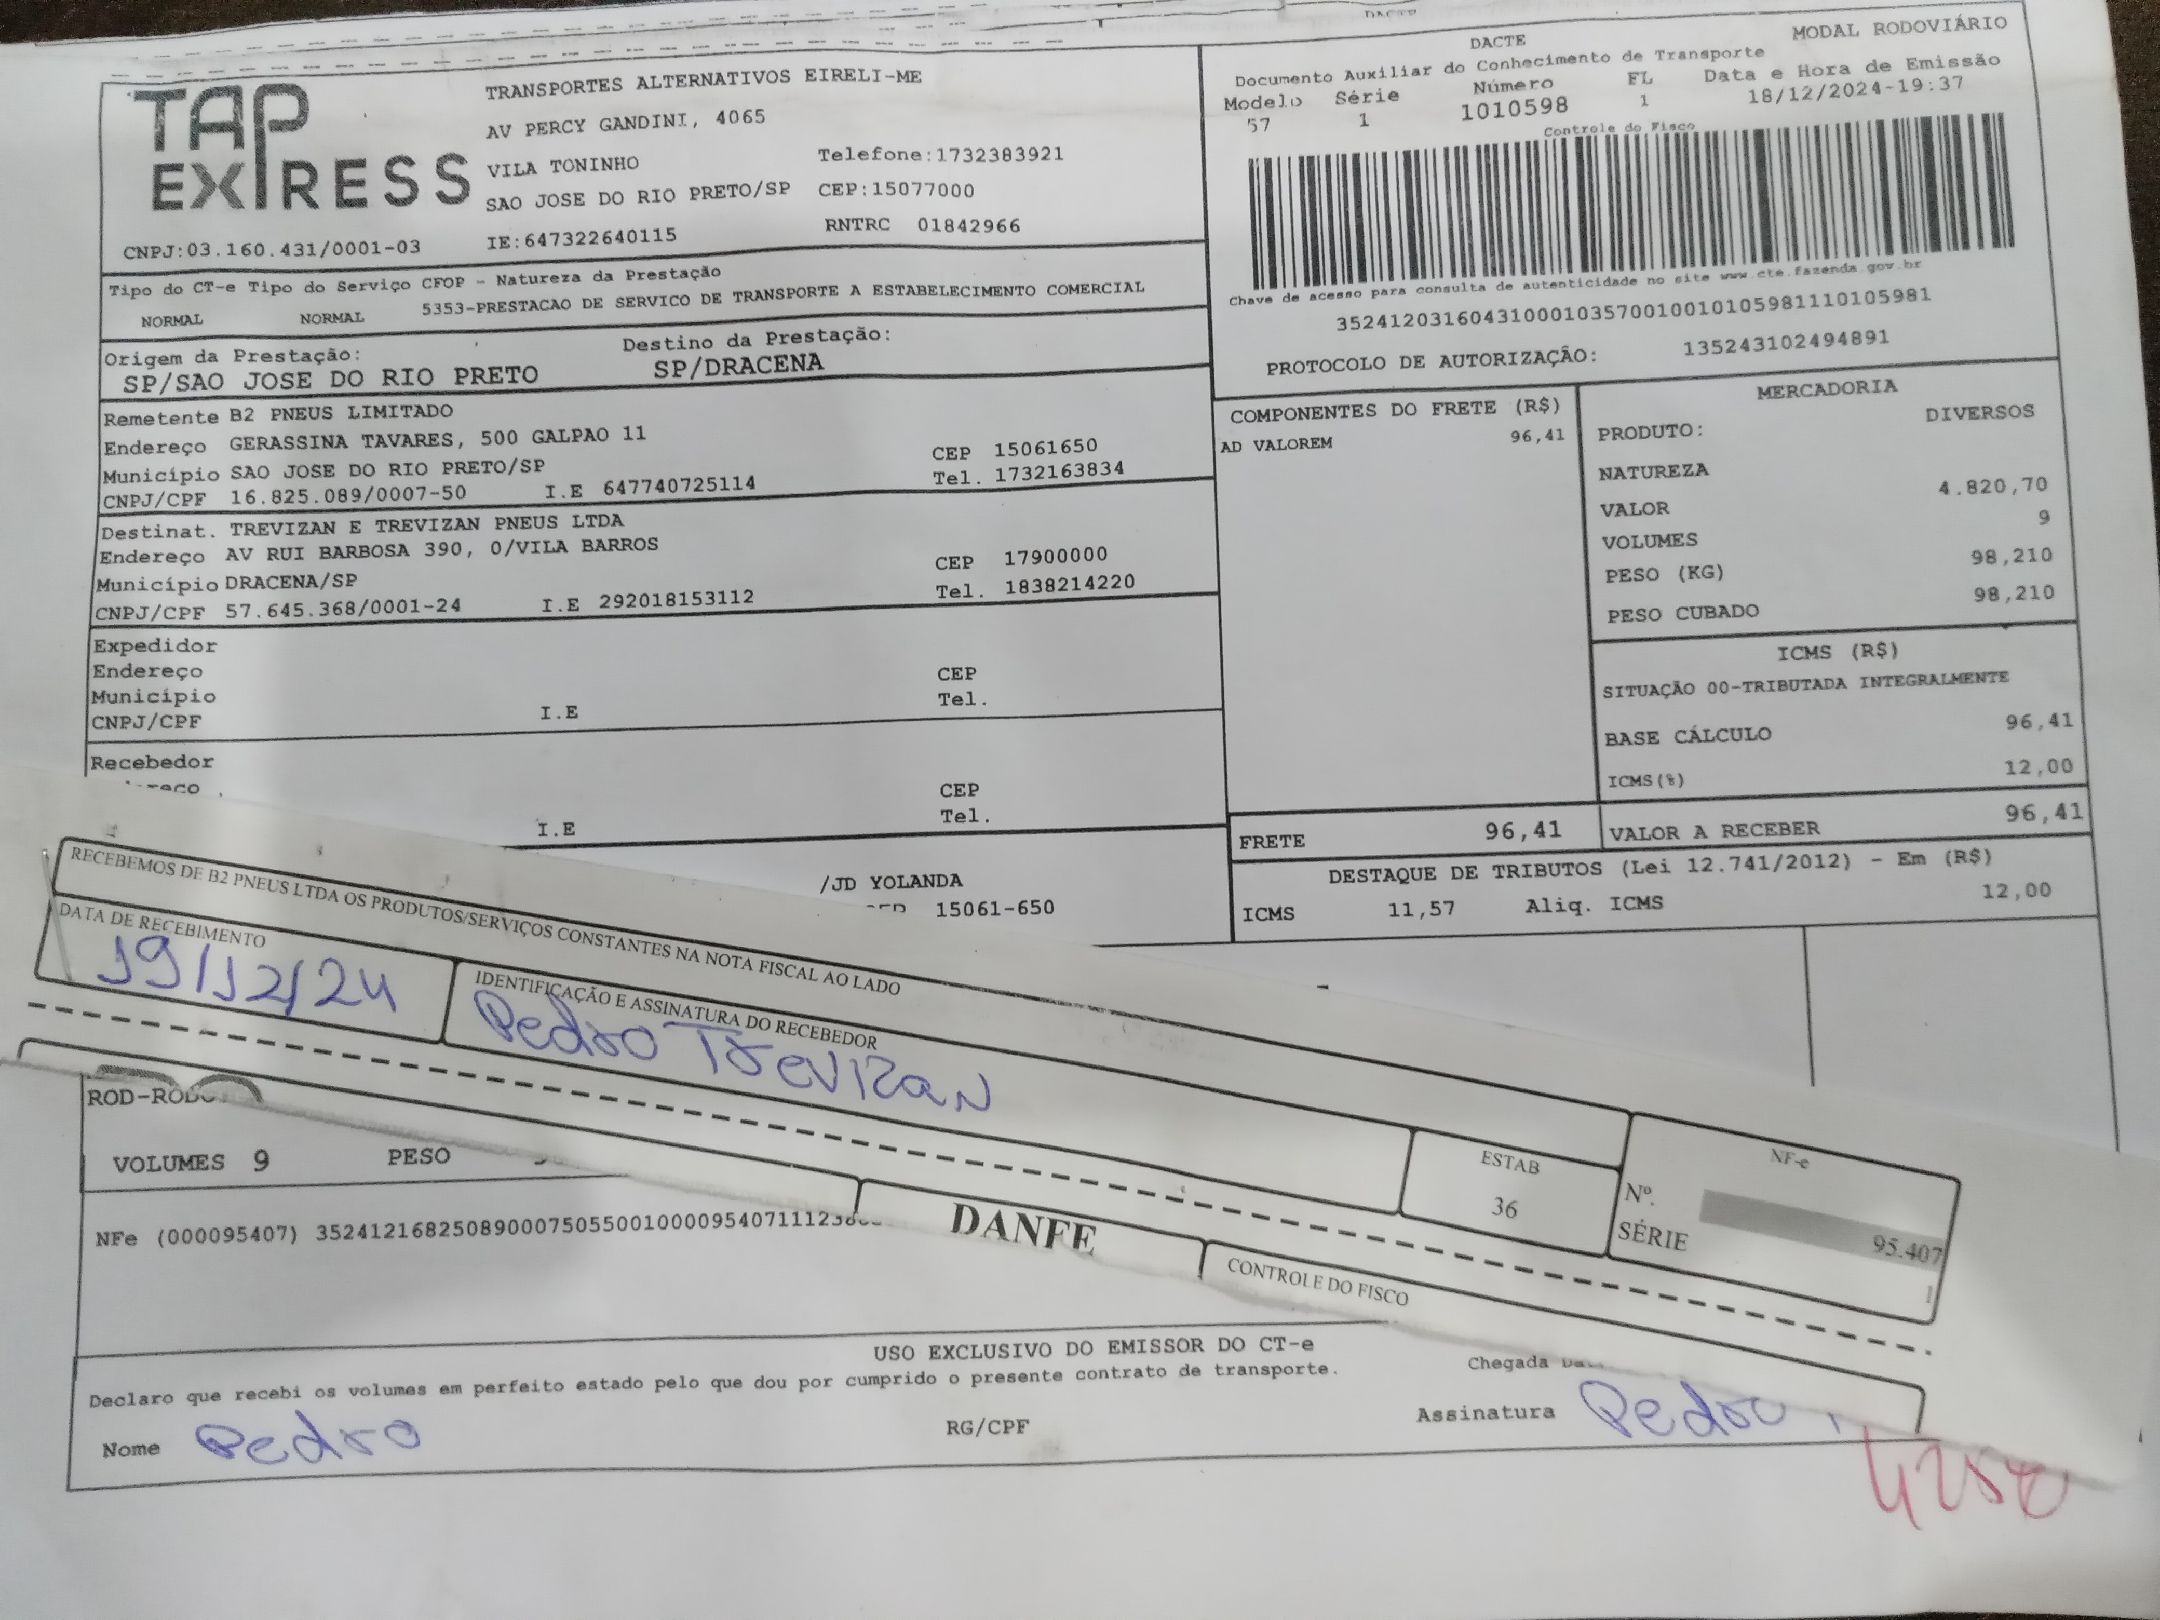 DACTE
MODAL RODOVIÁRIO
TAP
EXPRESS
CNPJ:03.160.431/0001-03
TRANSPORTES ALTERNATIVOS EIRELI-ME
AV PERCY GANDINI, 4065
VILA TONINHO Telefone:1732383921
SAO JOSE DO RIO PRETO/SP CEP:15077000
IE:647322640115 RNTRC 01842966
Documento Auxiliar do Conhecimento de Transporte
Modelo Série Número FL Data e Hora de Emissão
57 1 1010598 1 18/12/2024-19:37
Controle do Fisco
Chave de acesso para consulta de autenticidade no site www.cte.fazenda.gov.br
35241203160431000103570010010105981110105981
PROTOCOLO DE AUTORIZAÇÃO: 135243102494891
Tipo do CT-e Tipo do Serviço CFOP - Natureza da Prestação
NORMAL NORMAL 5353-PRESTACAO DE SERVICO DE TRANSPORTE A ESTABELECIMENTO COMERCIAL
Origem da Prestação: Destino da Prestação:
SP/SAO JOSE DO RIO PRETO SP/DRACENA
Remetente B2 PNEUS LIMITADO
Endereço GERASSINA TAVARES, 500 GALPAO 11 CEP 15061650
Município SAO JOSE DO RIO PRETO/SP Tel. 1732163834
CNPJ/CPF 16.825.089/0007-50 I.E 647740725114
Destinat. TREVIZAN E TREVIZAN PNEUS LTDA
Endereço AV RUI BARBOSA 390, 0/VILA BARROS CEP 17900000
Município DRACENA/SP Tel. 1838214220
CNPJ/CPF 57.645.368/0001-24 I.E 292018153112
Expedidor
Endereço CEP
Município Tel.
CNPJ/CPF I.E
Recebedor
CEP
Tel.
I.E
/JD YOLANDA
15061-650
COMPONENTES DO FRETE (R$)
AD VALOREM 96,41
MERCADORIA
PRODUTO: DIVERSOS
NATUREZA
VALOR 4.820,70
VOLUMES 9
PESO (KG) 98,210
PESO CUBADO 98,210
ICMS (R$)
SITUAÇÃO 00-TRIBUTADA INTEGRALMENTE
BASE CÁLCULO 96,41
ICMS(%) 12,00
FRETE 96,41 VALOR A RECEBER 96,41
DESTAQUE DE TRIBUTOS (Lei 12.741/2012) - Em (R$)
ICMS 11,57 Aliq. ICMS 12,00
RECEBEMOS DE B2 PNEUS LTDA OS PRODUTOS/SERVIÇOS CONSTANTES NA NOTA FISCAL AO LADO
DATA DE RECEBIMENTO
19/12/24
IDENTIFICAÇÃO E ASSINATURA DO RECEBEDOR
Pedro Trevizan
ESTAB
36
NF-e
Nº. 95.407
SÉRIE 1
DANFE
CONTROLE DO FISCO
VOLUMES 9 PESO
NFe (000095407)
USO EXCLUSIVO DO EMISSOR DO CT-e
Declaro que recebi os volumes em perfeito estado pelo que dou por cumprido o presente contrato de transporte.
Chegada
Nome Pedro RG/CPF Assinatura Pedro